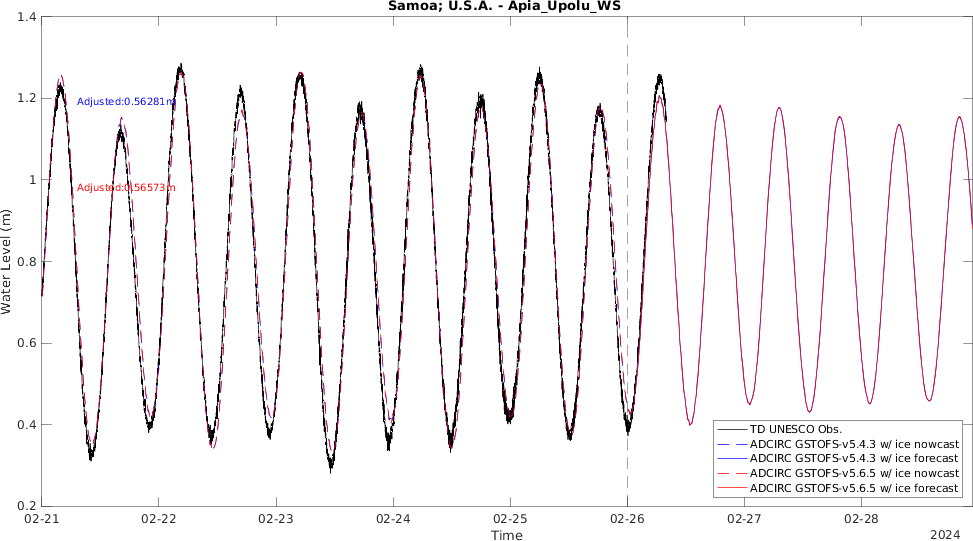 Samoa; U.S.A. - Apia_Upolu_WS
1.4
1.2
1
0.8
0.6
0.4
0.2
Water Level (m)
Adjusted:0.56281m
Adjusted:0.56573m
TD UNESCO Obs.
ADCIRC GSTOFS-v5.4.3 w/ ice nowcast
ADCIRC GSTOFS-v5.4.3 w/ ice forecast
ADCIRC GSTOFS-v5.6.5 w/ ice nowcast
ADCIRC GSTOFS-v5.6.5 w/ ice forecast
02-21 02-22 02-23 02-24 02-25 02-26 02-27 02-28
Time
2024